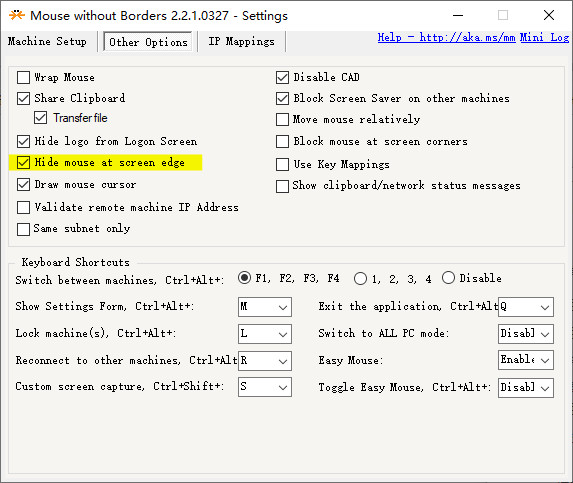 Mouse without Borders 2.2.1.0327 - Settings
Machine Setup Other Options IP Mappings Help - http://aka.ms/mm Mini Log
Wrap Mouse
Share Clipboard
Transfer file
Hide logo from Logon Screen
Hide mouse at screen edge
Draw mouse cursor
Validate remote machine IP Address
Same subnet only
Disable CAD
Block Screen Saver on other machines
Move mouse relatively
Block mouse at screen corners
Use Key Mappings
Show clipboard/network status messages
Keyboard Shortcuts
Switch between machines, Ctrl+Alt+: F1, F2, F3, F4 1, 2, 3, 4 Disable
Show Settings Form, Ctrl+Alt+: M Exit the application, Ctrl+Alt Q
Lock machine(s), Ctrl+Alt+: L Switch to ALL PC mode: Disabl
Reconnect to other machines, Ctrl+Alt R Easy Mouse: Enable
Custom screen capture, Ctrl+Shift+: S Toggle Easy Mouse, Ctrl+Alt+: Disabl